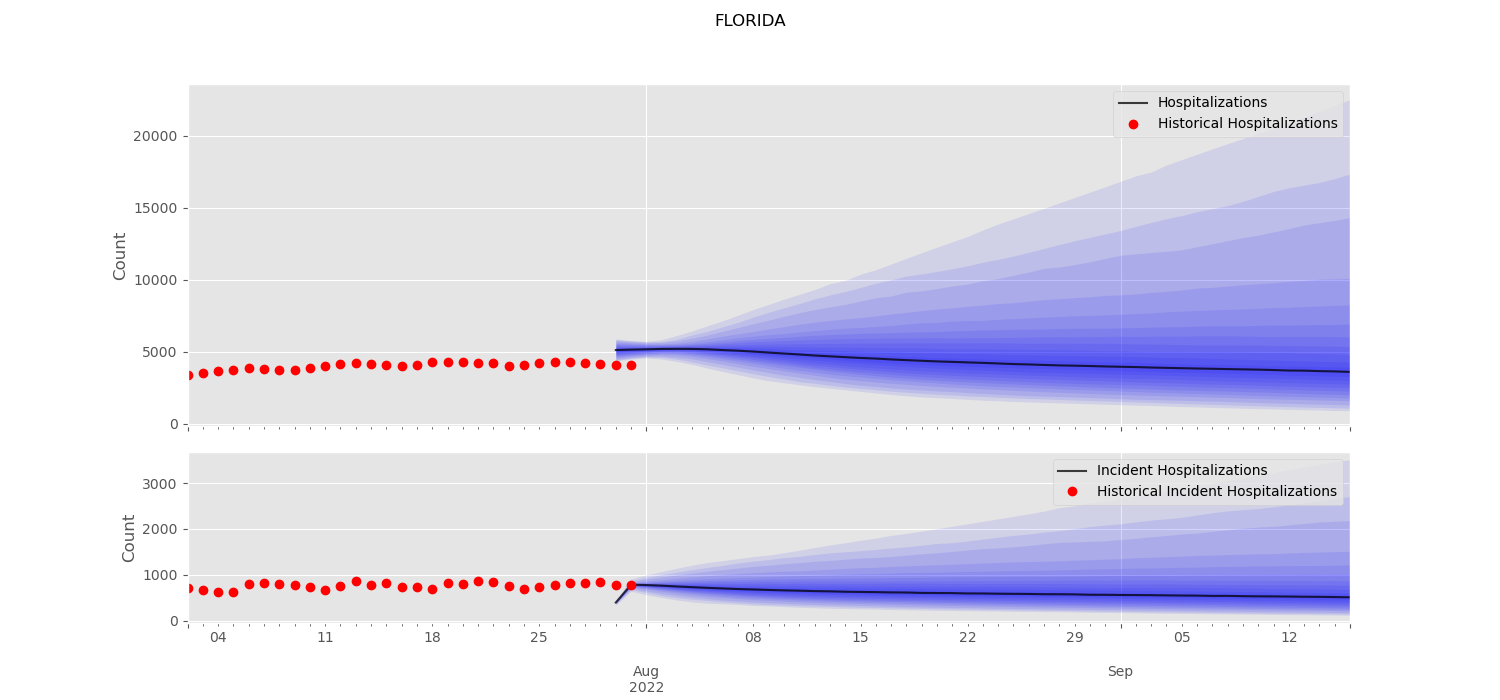 FLORIDA
Hospitalizations
Historical Hospitalizations
Count
20000
15000
10000
5000
0
Incident Hospitalizations
Historical Incident Hospitalizations
Count
3000
2000
1000
0
04 11 18 25 08 15 22 29 05 12
Aug Sep
2022